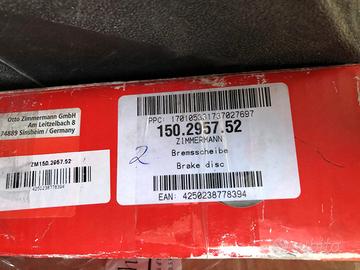 Otto Zimmermann GmbH
Am Leitzelbach 8
74889 Sinsheim / Germany
ZM150.2957.52
4250238778394
PPC: 170105331737027697
150.2957.52
ZIMMERMANN
2
Bremsscheibe
Brake disc
EAN: 4250238778394